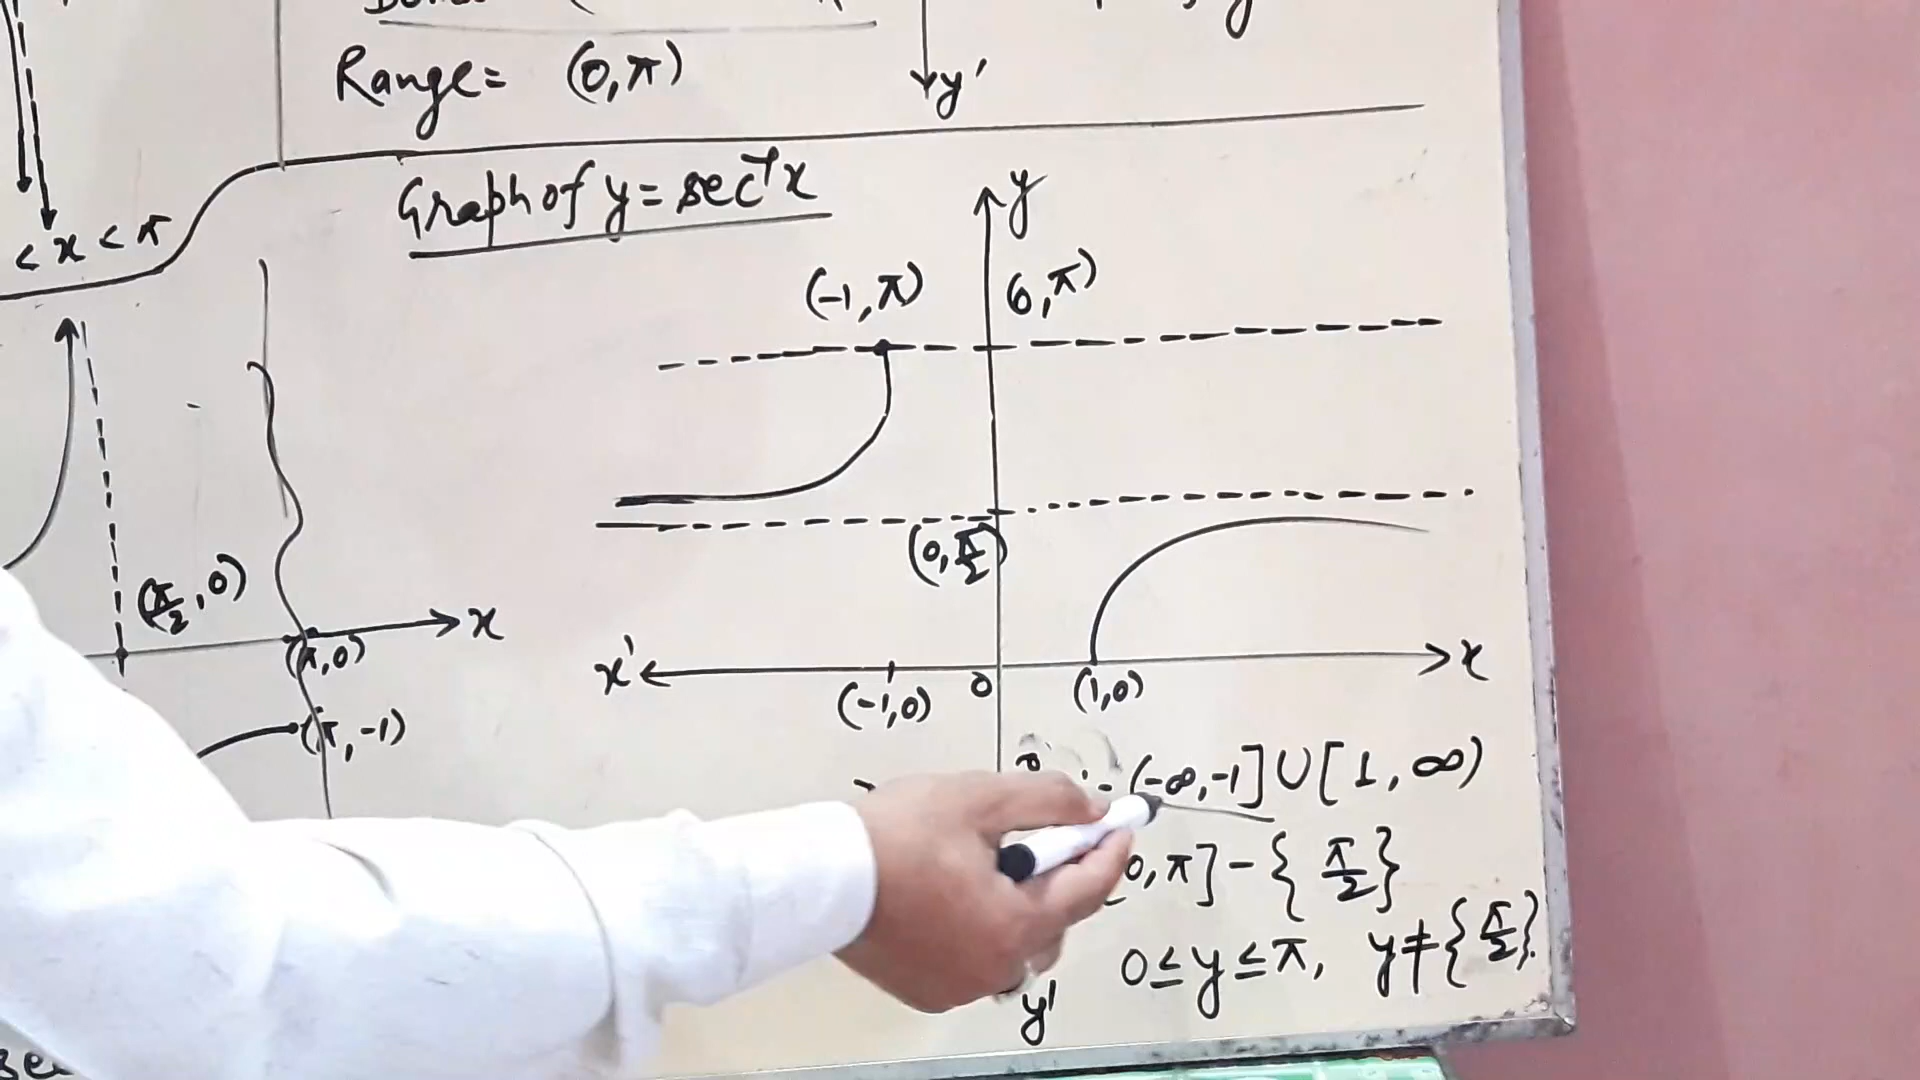 Range= (0,π)
y'
Graph of y = sec⁻¹x
y
< x < π
(-1, π)
(0, π)
(0, π/2)
(π/2, 0)
x
(π,0)
x'
(-1,0)
0
(1,0)
x
(π, -1)
(-∞, -1] ∪ [1, ∞)
[0, π] - {π/2}
0 ≤ y ≤ π, y ≠ {π/2}
y'